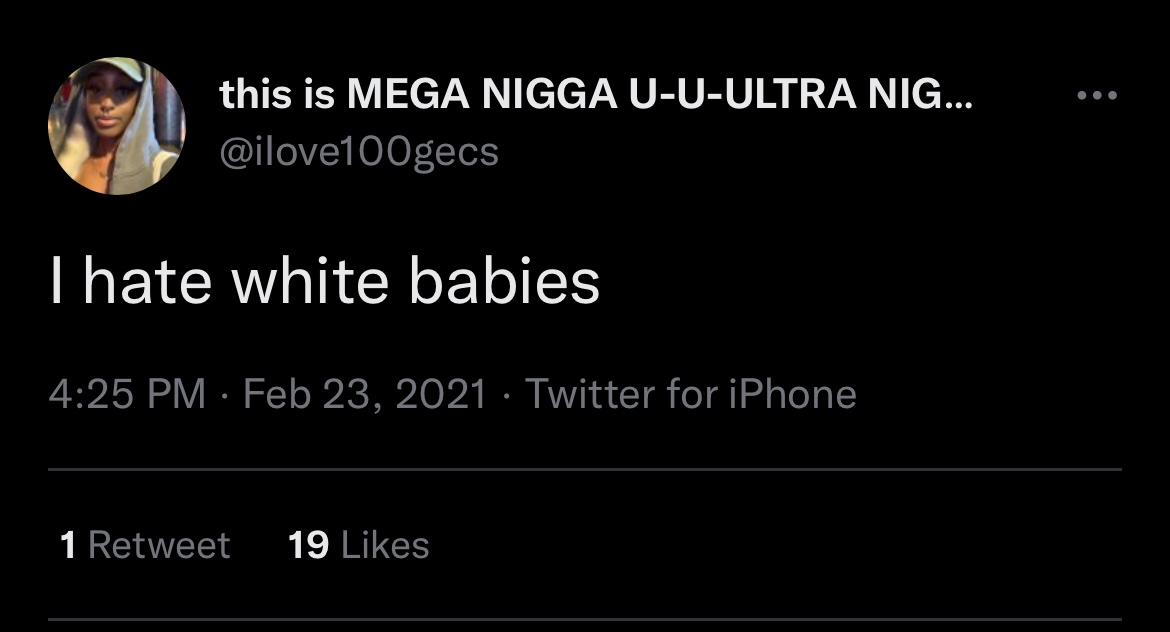 this is MEGA NIGGA U-U-ULTRA NIG...
@ilove100gecs
I hate white babies
4:25 PM · Feb 23, 2021 · Twitter for iPhone
1 Retweet 19 Likes